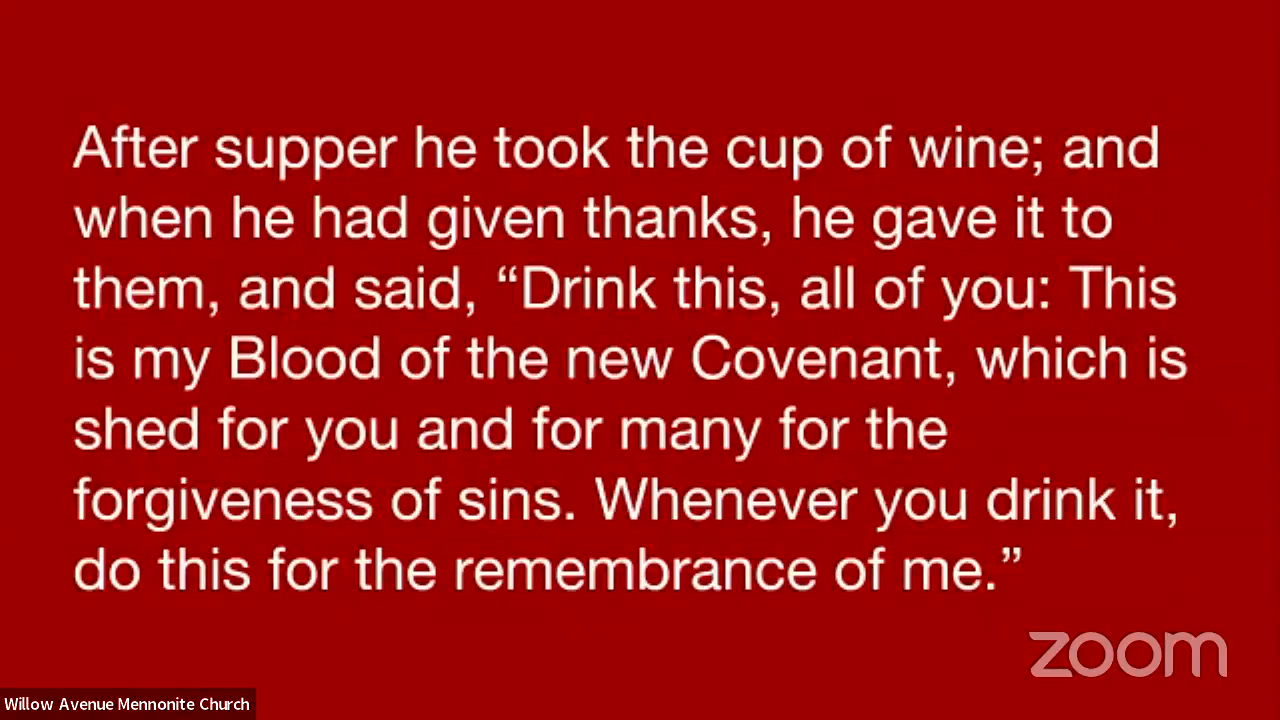 After supper he took the cup of wine; and
when he had given thanks, he gave it to
them, and said, “Drink this, all of you: This
is my Blood of the new Covenant, which is
shed for you and for many for the
forgiveness of sins. Whenever you drink it,
do this for the remembrance of me.”
zoom
Willow Avenue Mennonite Church